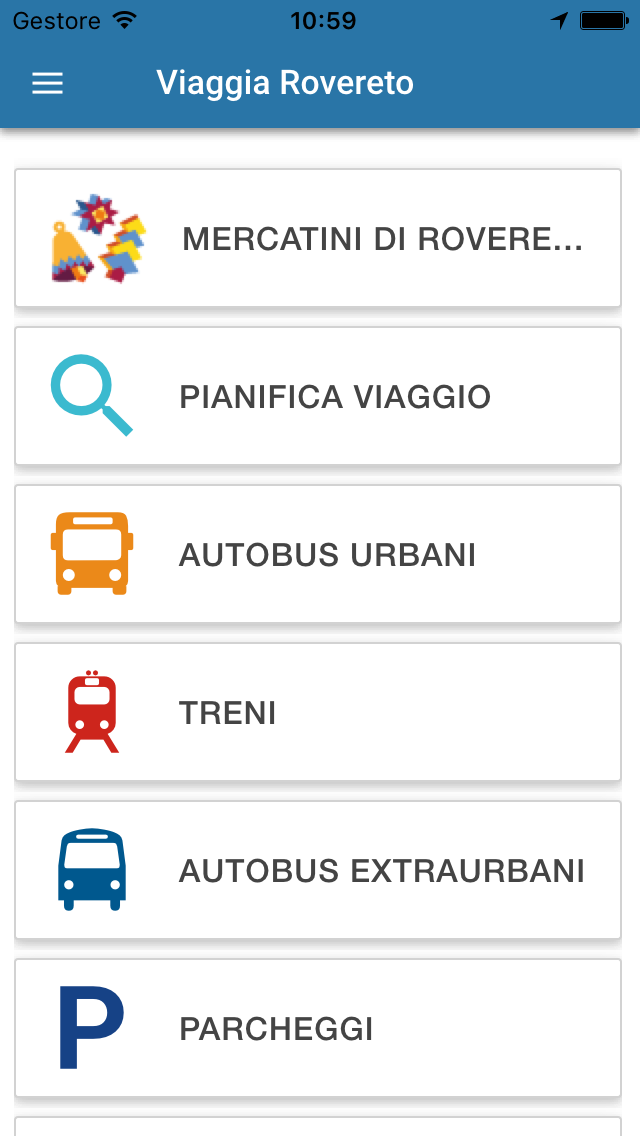 Gestore 10:59
Viaggia Rovereto
MERCATINI DI ROVERE...
PIANIFICA VIAGGIO
AUTOBUS URBANI
TRENI
AUTOBUS EXTRAURBANI
P PARCHEGGI